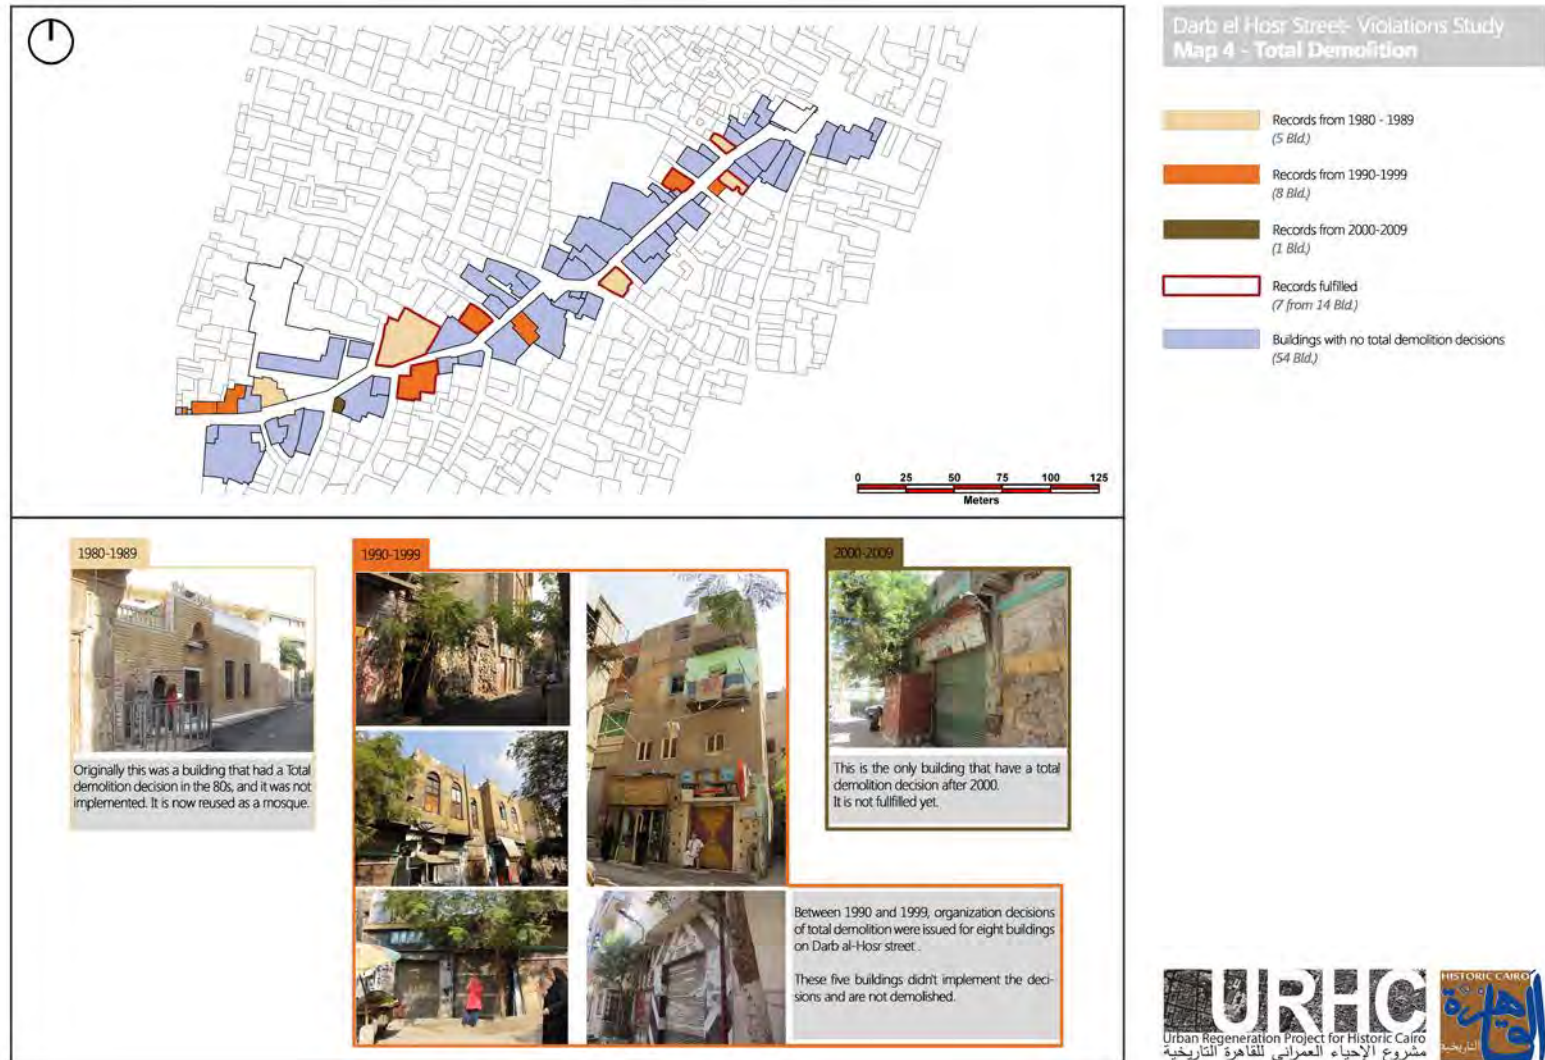 Darb el Hosr Street- Violations Study
Map 4 - Total Demolition
Records from 1980 - 1989
(5 Bld.)
Records from 1990-1999
(8 Bld.)
Records from 2000-2009
(1 Bld.)
Records fulfilled
(7 from 14 Bld.)
Buildings with no total demolition decisions
(54 Bld.)
0 25 50 75 100 125
Meters
1980-1989
Originally this was a building that had a Total
demolition decision in the 80s, and it was not
implemented. It is now reused as a mosque.
1990-1999
Between 1990 and 1999, organization decisions
of total demolition were issued for eight buildings
on Darb al-Hosr street .
These five buildings didn't implement the deci-
sions and are not demolished.
2000-2009
This is the only building that have a total
demolition decision after 2000.
It is not fullfilled yet.
URHC
Urban Regeneration Project for Historic Cairo
مشروع الإحياء العمراني للقاهرة التاريخية
HISTORIC CAIRO
القاهرة
التاريخية